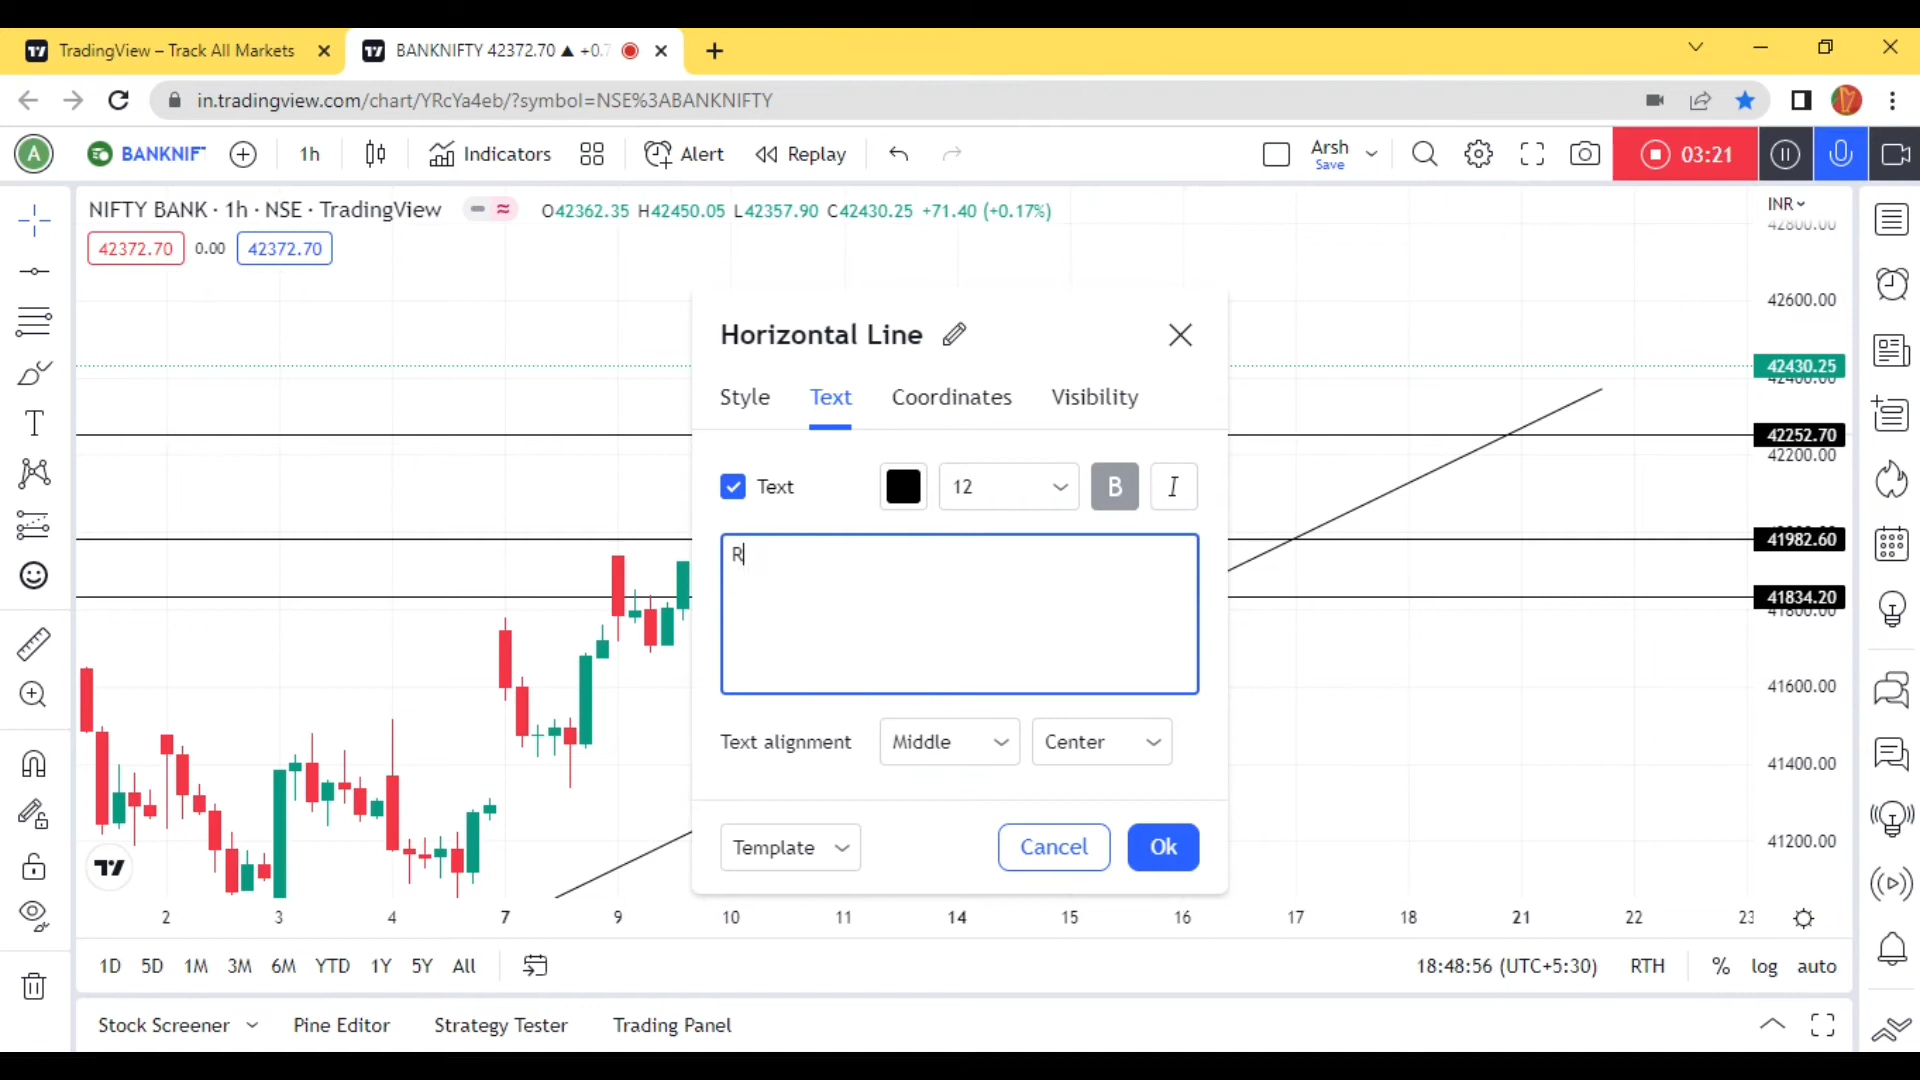 TradingView – Track All Markets
BANKNIFTY 42372.70 ▲ +0.7
in.tradingview.com/chart/YRcYa4eb/?symbol=NSE%3ABANKNIFTY
A
BANKNIF
1h
Indicators
Alert
Replay
Arsh
Save
03:21
NIFTY BANK · 1h · NSE · TradingView
O42362.35 H42450.05 L42357.90 C42430.25 +71.40 (+0.17%)
INR
42372.70 0.00 42372.70
42800.00
42600.00
42430.25
42400.00
42252.70
42200.00
41982.60
41834.20
41800.00
41600.00
41400.00
41200.00
Horizontal Line
Style
Text
Coordinates
Visibility
Text
12
B
I
R
Text alignment
Middle
Center
Template
Cancel
Ok
2 3 4 7 9 10 11 14 15 16 17 18 21 22 23
1D 5D 1M 3M 6M YTD 1Y 5Y All
18:48:56 (UTC+5:30) RTH % log auto
Stock Screener
Pine Editor
Strategy Tester
Trading Panel